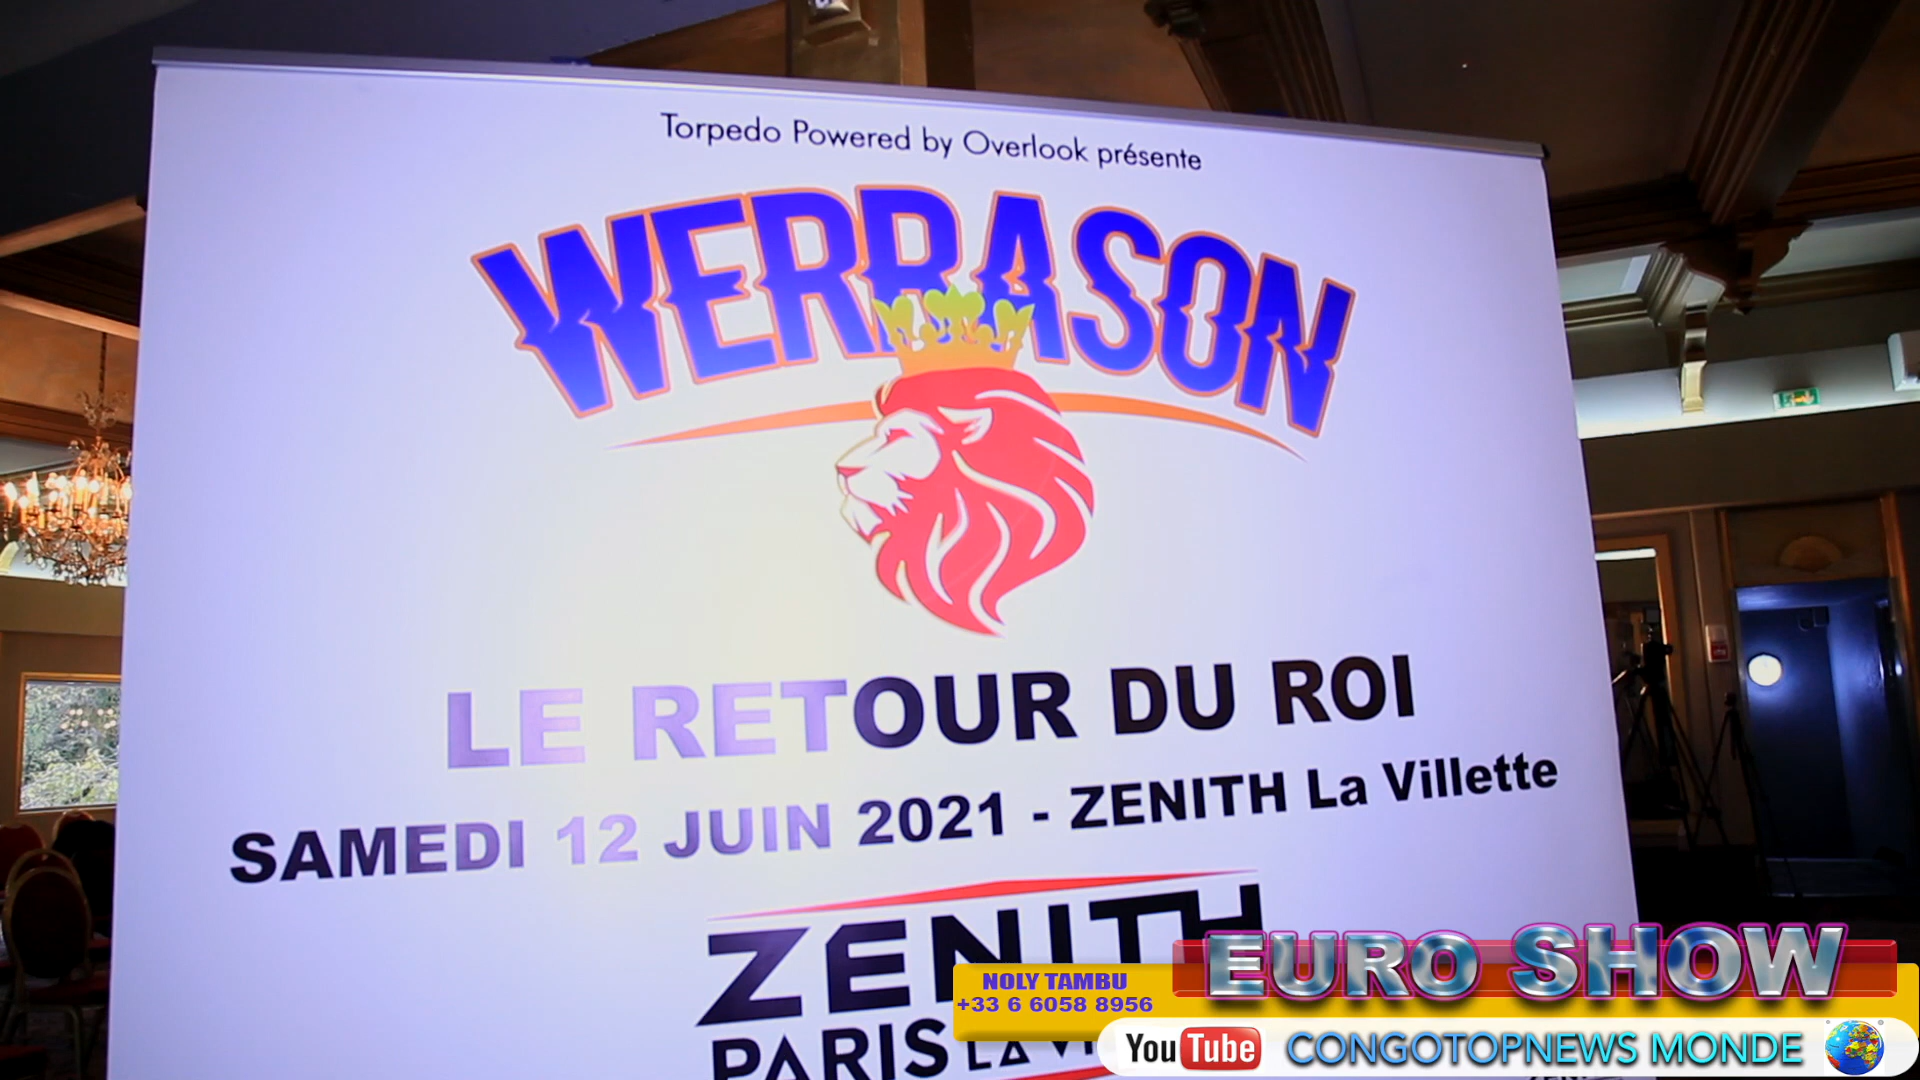 Torpedo Powered by Overlook présente
WERRASON
LE RETOUR DU ROI
SAMEDI 12 JUIN 2021 - ZENITH La Villette
ZENITH
PARIS LA
NOLY TAMBU
+33 6 6058 8956
EURO SHOW
YouTube CONGOTOPNEWS MONDE